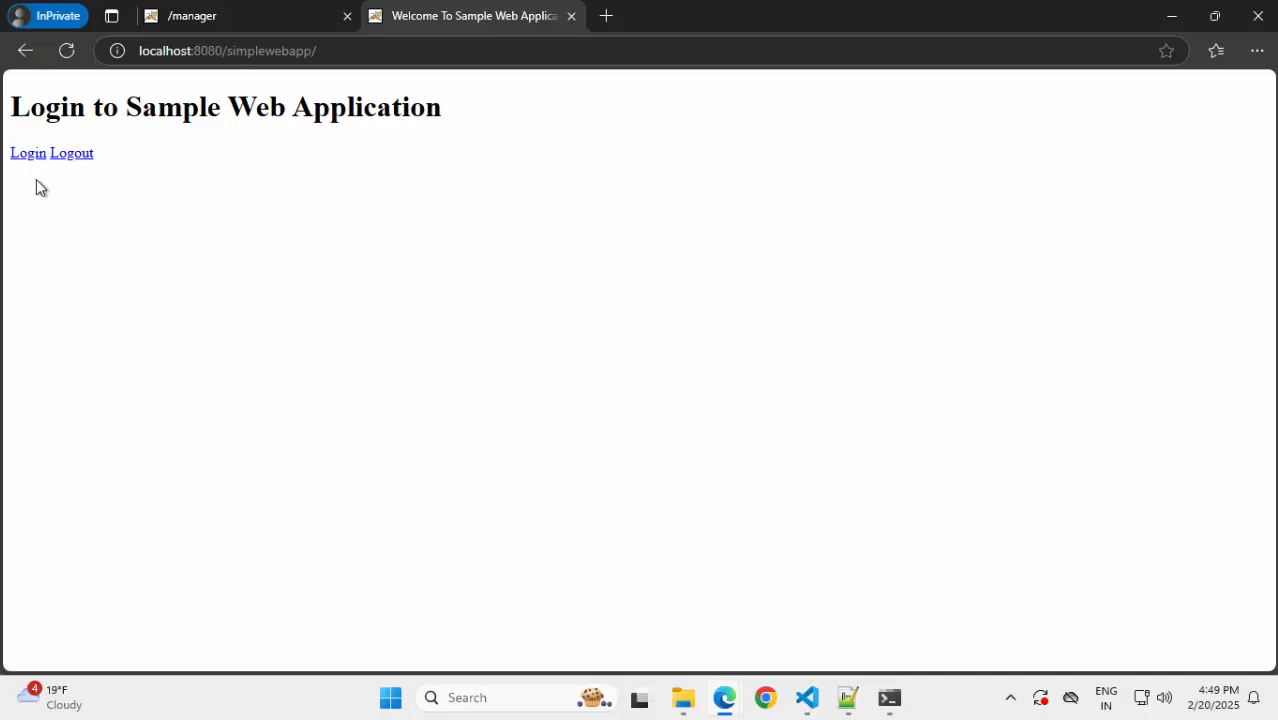 InPrivate
/manager
Welcome To Sample Web Applica
localhost:8080/simplewebapp/
Login to Sample Web Application
Login Logout
4
19°F
Cloudy
Search
ENG
IN
4:49 PM
2/20/2025